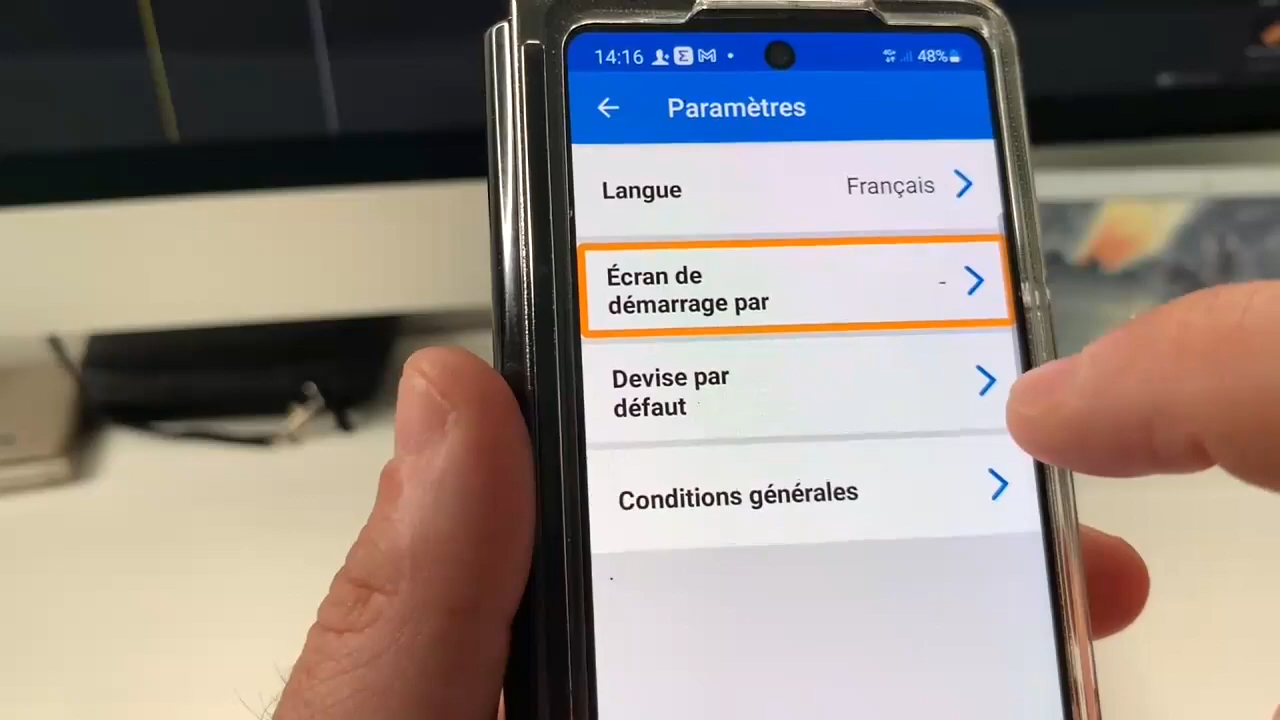 14:16 48%
Paramètres
Langue Français
Écran de
démarrage par -
Devise par
défaut
Conditions générales